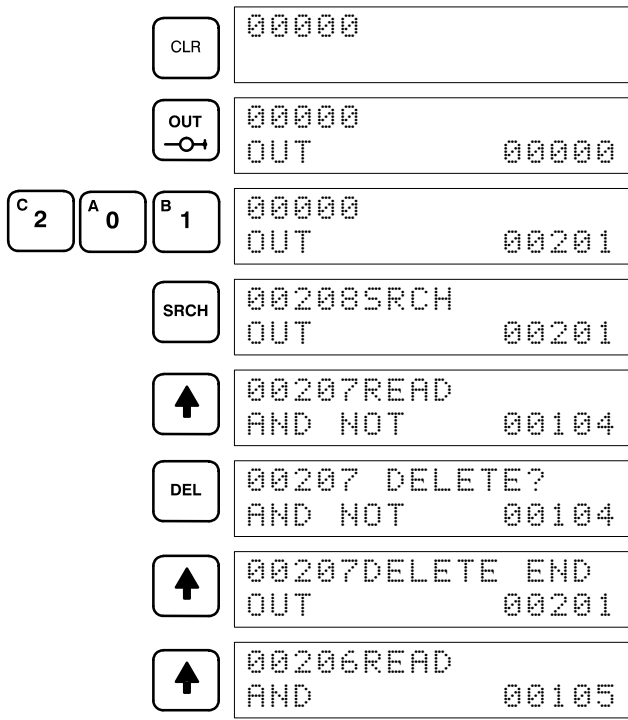 CLR
00000
OUT
00000
OUT 00000
C 2 A 0 B 1
00000
OUT 00201
SRCH
00208SRCH
OUT 00201
00207READ
AND NOT 00104
DEL
00207 DELETE?
AND NOT 00104
00207DELETE END
OUT 00201
00206READ
AND 00105